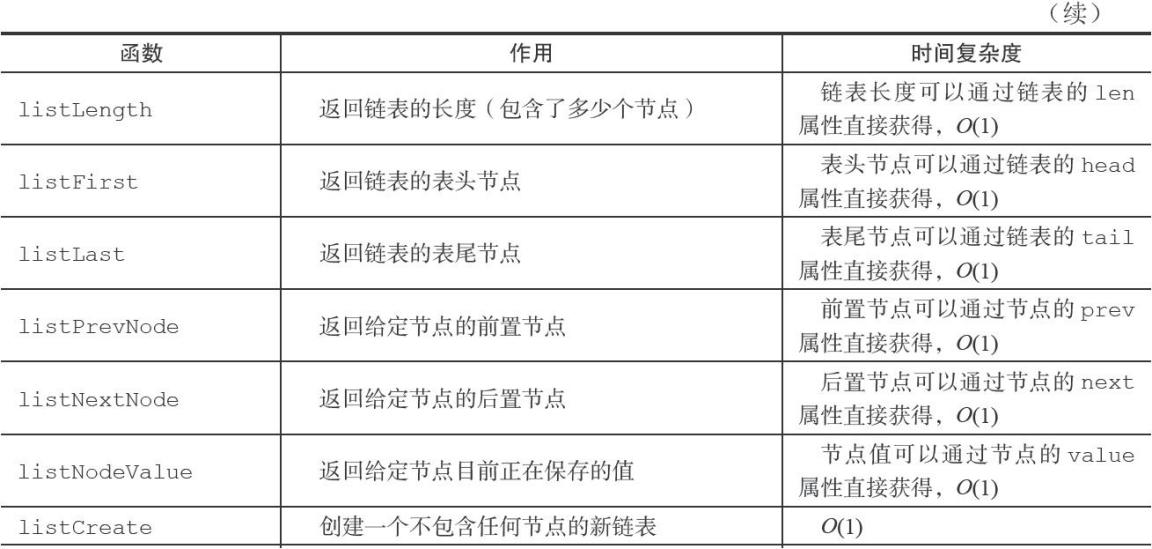 （续）
函数 作用 时间复杂度
listLength 返回链表的长度（包含了多少个节点） 链表长度可以通过链表的 len
属性直接获得，O(1)
listFirst 返回链表的表头节点 表头节点可以通过链表的 head
属性直接获得，O(1)
listLast 返回链表的表尾节点 表尾节点可以通过链表的 tail
属性直接获得，O(1)
listPrevNode 返回给定节点的前置节点 前置节点可以通过节点的 prev
属性直接获得，O(1)
listNextNode 返回给定节点的后置节点 后置节点可以通过节点的 next
属性直接获得，O(1)
listNodeValue 返回给定节点目前正在保存的值 节点值可以通过节点的 value
属性直接获得，O(1)
listCreate 创建一个不包含任何节点的新链表 O(1)